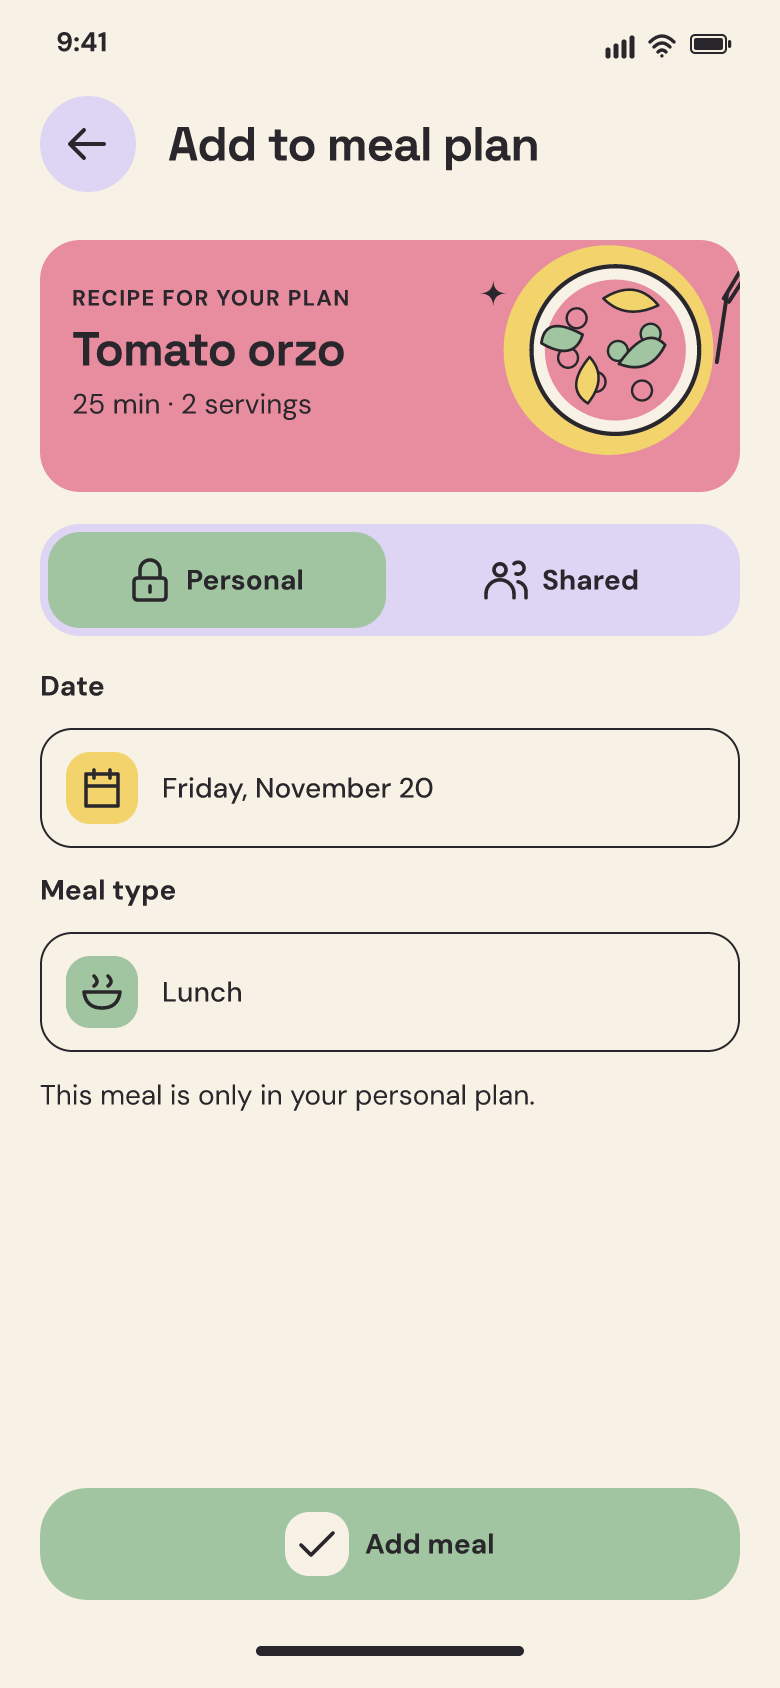 9:41
Add to meal plan
RECIPE FOR YOUR PLAN
Tomato orzo
25 min · 2 servings
Personal
Shared
Date
Friday, November 20
Meal type
Lunch
This meal is only in your personal plan.
Add meal